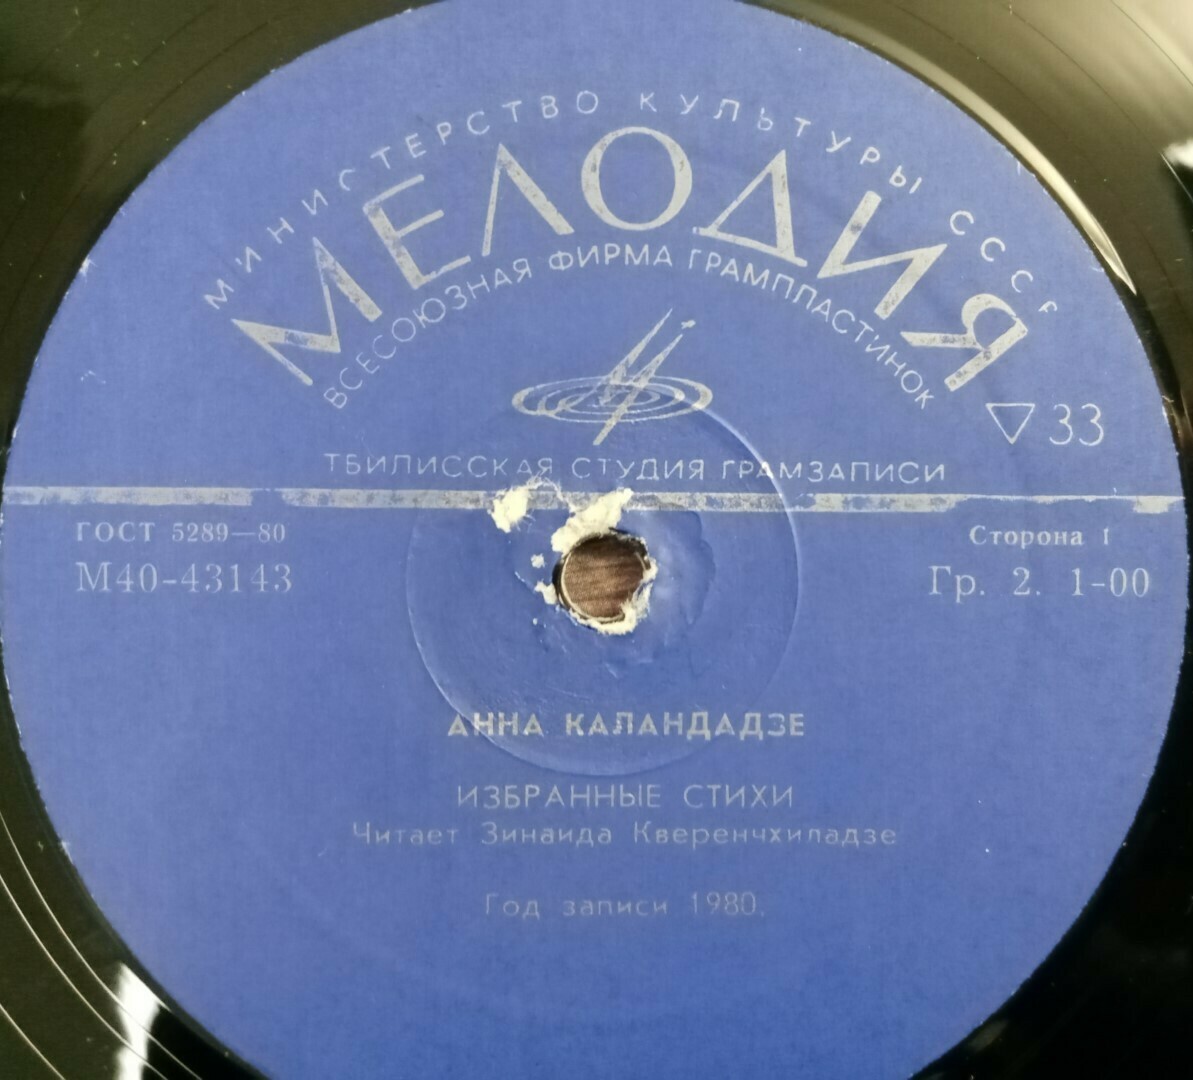 МИНИСТЕРСТВО КУЛЬТУРЫ СССР
МЕЛОДИЯ
ВСЕСОЮЗНАЯ ФИРМА ГРАМПЛАСТИНОК
33
ТБИЛИССКАЯ СТУДИЯ ГРАМЗАПИСИ
ГОСТ 5289—80
Сторона 1
М40-43143
Гр. 2. 1-00
АННА КАЛАНДАДЗЕ
ИЗБРАННЫЕ СТИХИ
Читает Зинаида Кверенчхиладзе
Год записи 1980.